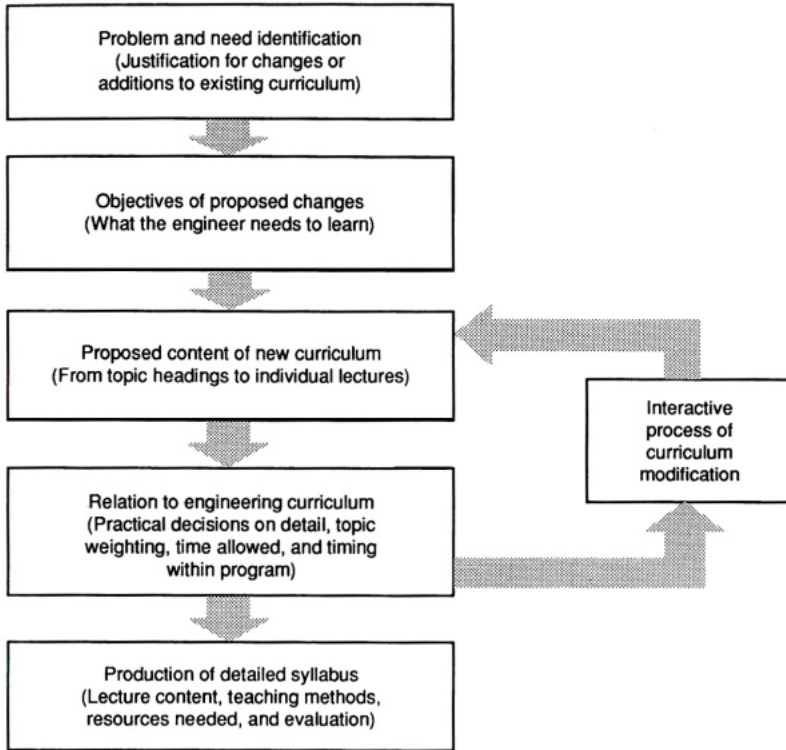 Problem and need identification
(Justification for changes or
additions to existing curriculum)
Objectives of proposed changes
(What the engineer needs to learn)
Proposed content of new curriculum
(From topic headings to individual lectures)
Interactive
process of
curriculum
modification
Relation to engineering curriculum
(Practical decisions on detail, topic
weighting, time allowed, and timing
within program)
Production of detailed syllabus
(Lecture content, teaching methods,
resources needed, and evaluation)